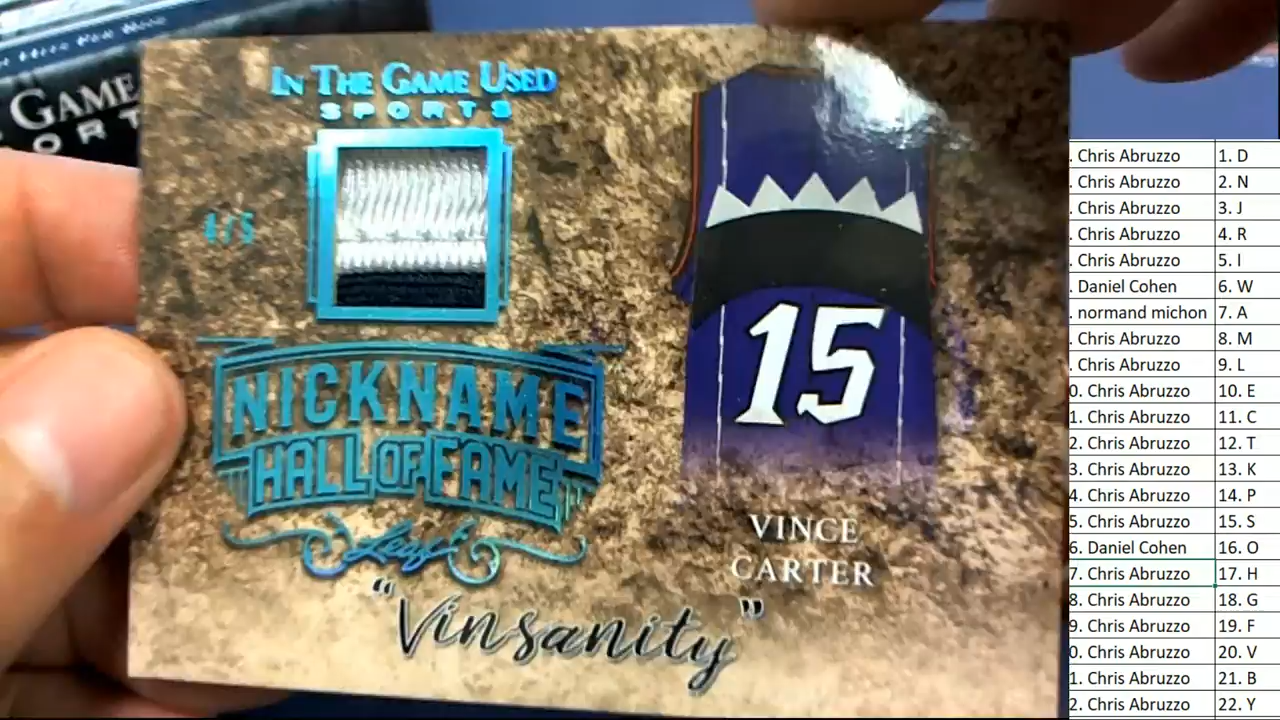 GAME
ORT
IN THE GAME USED
SPORTS
4/5
NICKNAME
HALL OF FAME
Leaf
"Vinsanity"
15
VINCE
CARTER
. Chris Abruzzo 1. D
. Chris Abruzzo 2. N
. Chris Abruzzo 3. J
. Chris Abruzzo 4. R
. Chris Abruzzo 5. I
. Daniel Cohen 6. W
. normand michon 7. A
. Chris Abruzzo 8. M
. Chris Abruzzo 9. L
0. Chris Abruzzo 10. E
1. Chris Abruzzo 11. C
2. Chris Abruzzo 12. T
3. Chris Abruzzo 13. K
4. Chris Abruzzo 14. P
5. Chris Abruzzo 15. S
6. Daniel Cohen 16. O
7. Chris Abruzzo 17. H
8. Chris Abruzzo 18. G
9. Chris Abruzzo 19. F
0. Chris Abruzzo 20. V
1. Chris Abruzzo 21. B
2. Chris Abruzzo 22. Y